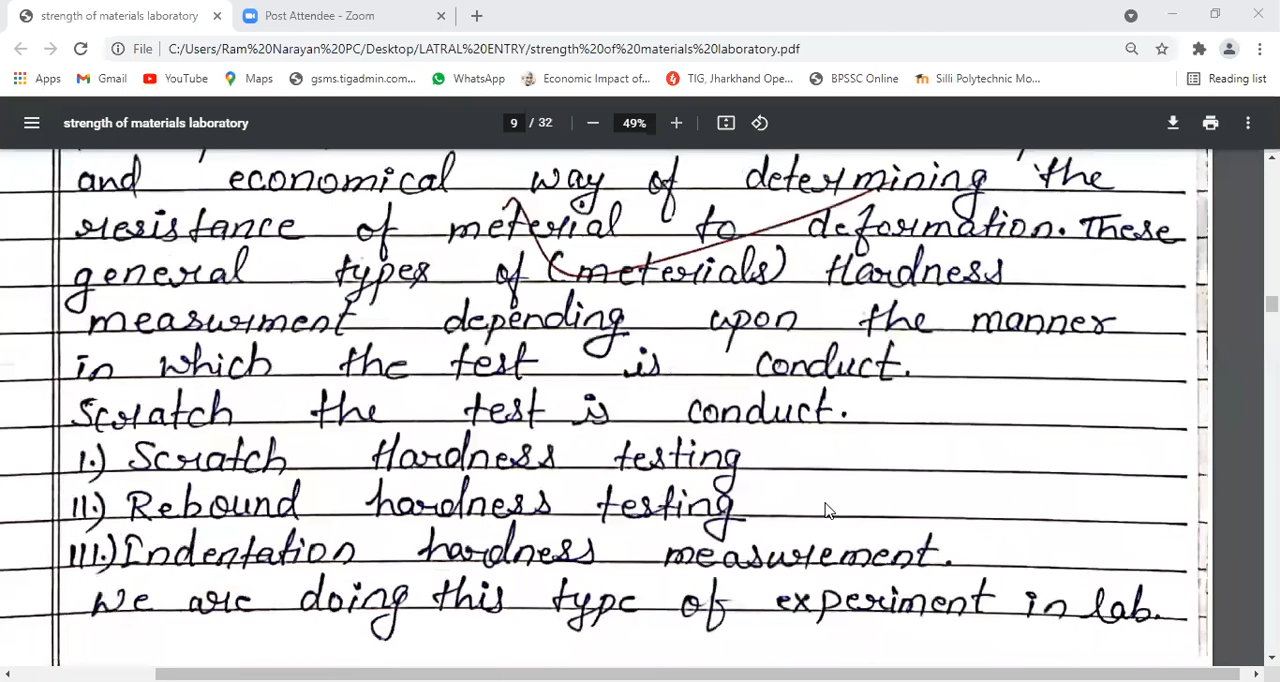 strength of materials laboratory
Post Attendee - Zoom
File C:/Users/Ram%20Narayan%20PC/Desktop/LATRAL%20ENTRY/strength%20of%20materials%20laboratory.pdf
Apps Gmail YouTube Maps gsms.tigadmin.com... WhatsApp Economic Impact of... TIG, Jharkhand Ope... BPSSC Online Silli Polytechnic Mo... Reading list
strength of materials laboratory 9 / 32 49%
and economical way of determining the
resistance of meterial to deformation. These
general types of (meterials) Hardness
measurment depending upon the manner
in which the test is conduct.
Scratch the test is conduct.
I.) Scratch Hardness testing
II.) Rebound hardness testing
III.) Indentation hardness measurement.
We are doing this type of experiment in lab.